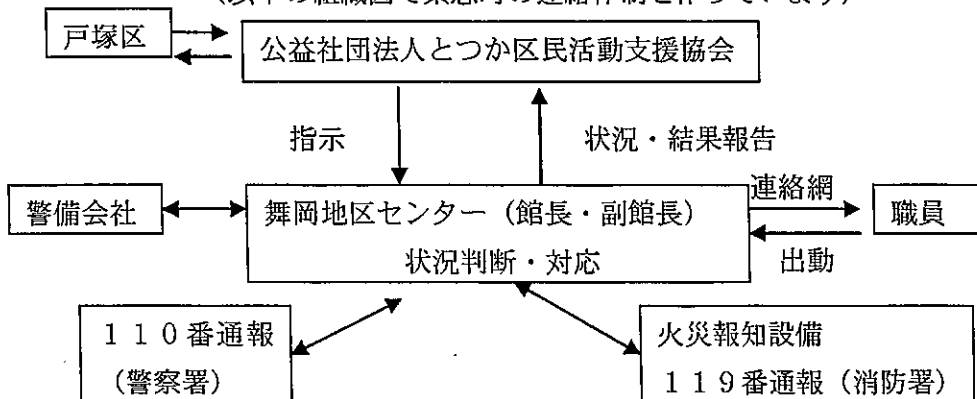 （以下の組織図で緊急時の連絡体制を作っています）
戸塚区
公益社団法人とつか区民活動支援協会
指示
状況・結果報告
警備会社
舞岡地区センター（館長・副館長）
状況判断・対応
連絡網
出動
職員
１１０番通報
（警察署）
火災報知設備
１１９番通報（消防署）